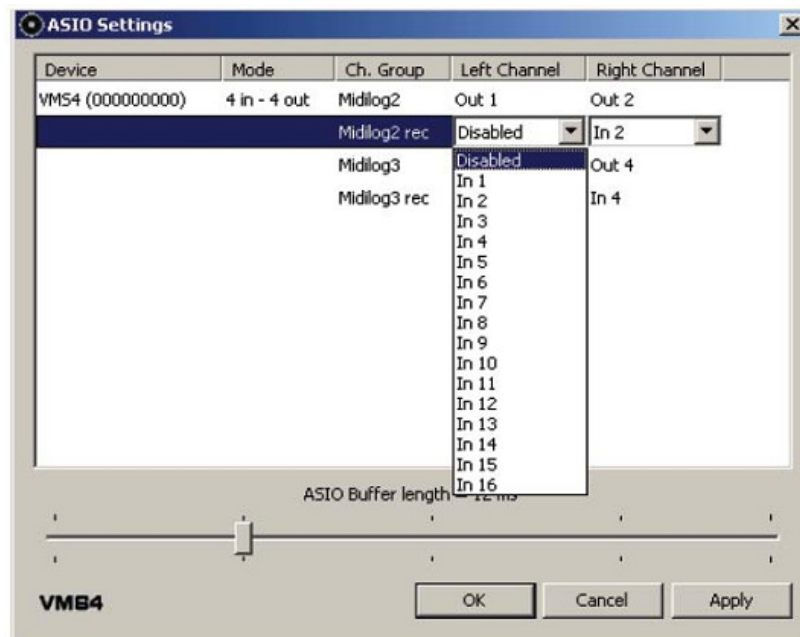 ASIO Settings
Device Mode Ch. Group Left Channel Right Channel
VMS4 (000000000) 4 in - 4 out Midilog2 Out 1 Out 2
Midilog2 rec Disabled In 2
Midilog3 Out 4
Midilog3 rec In 4
Disabled
In 1
In 2
In 3
In 4
In 5
In 6
In 7
In 8
In 9
In 10
In 11
In 12
In 13
In 14
In 15
In 16
ASIO Buffer length = 12 ms
VMS4
OK Cancel Apply